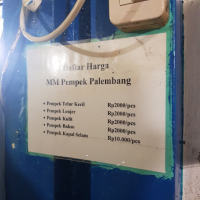 Daftar Harga
MM Pempek Palembang
• Pempek Telur Kecil Rp2000/pcs
• Pempek Lenjer Rp2000/pcs
• Pempek Kulit Rp2000/pcs
• Pempek Bakso Rp2000/pcs
• Pempek Kapal Selam Rp10.000/pcs